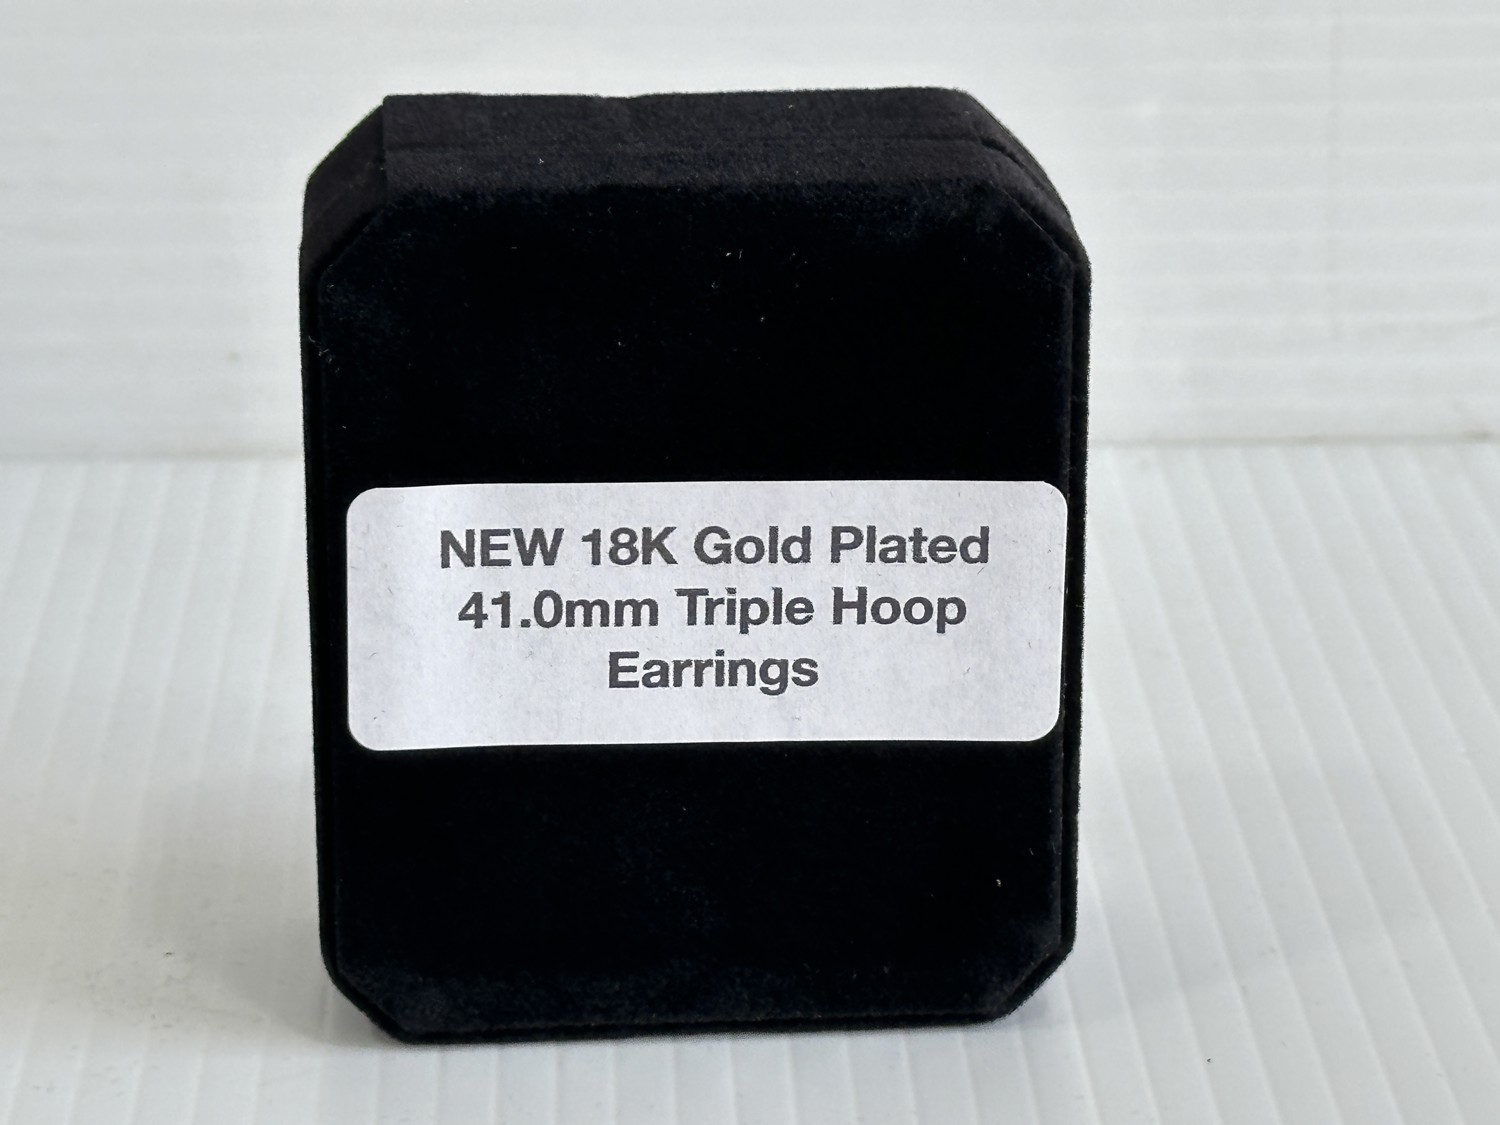 NEW 18K Gold Plated
41.0mm Triple Hoop
Earrings